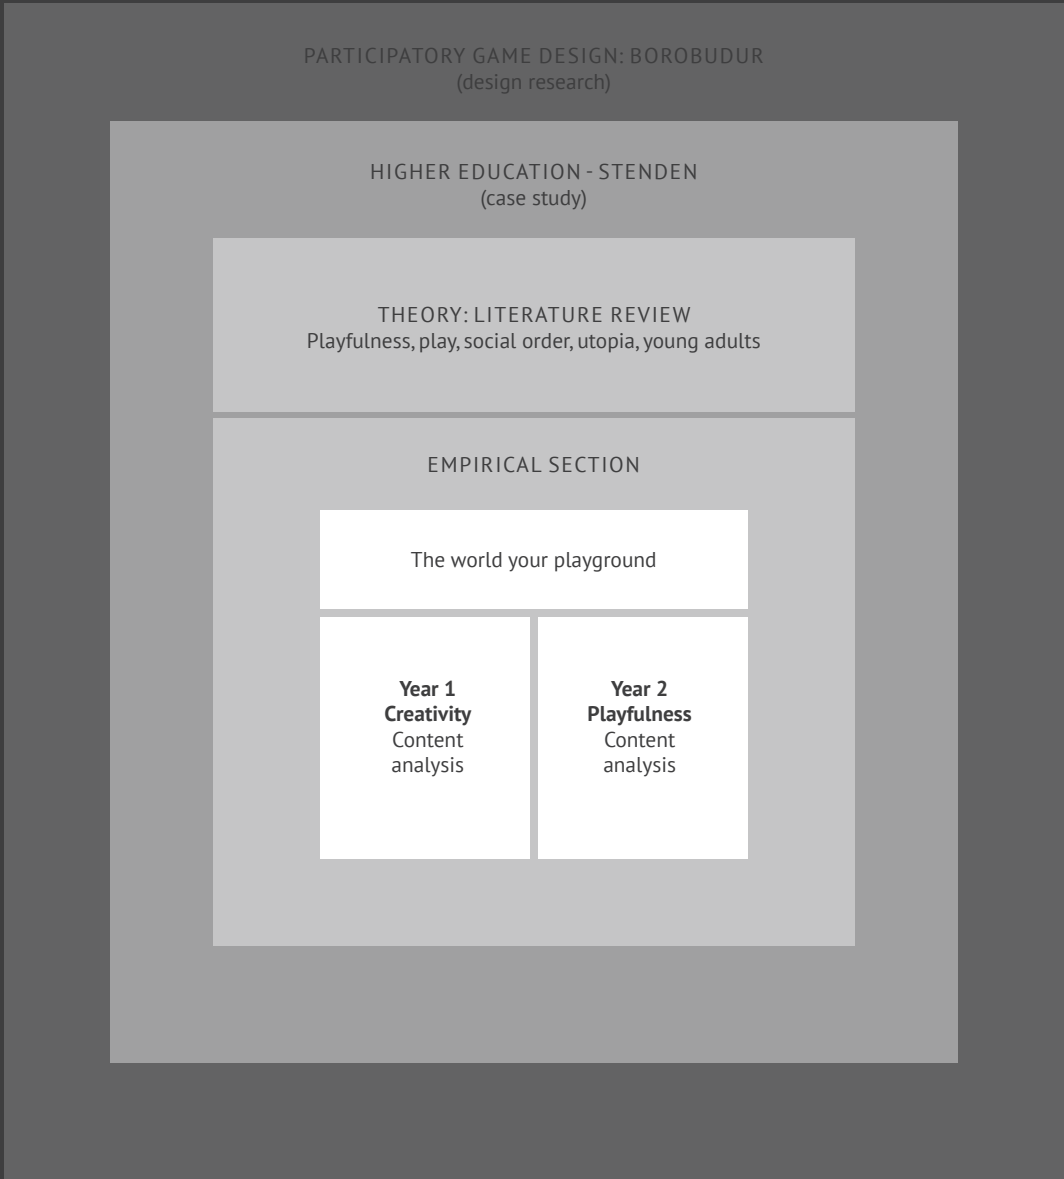 PARTICIPATORY GAME DESIGN: BOROBUDUR
(design research)
HIGHER EDUCATION - STENDEN
(case study)
THEORY: LITERATURE REVIEW
Playfulness, play, social order, utopia, young adults
EMPIRICAL SECTION
The world your playground
Year 1
Creativity
Content
analysis
Year 2
Playfulness
Content
analysis